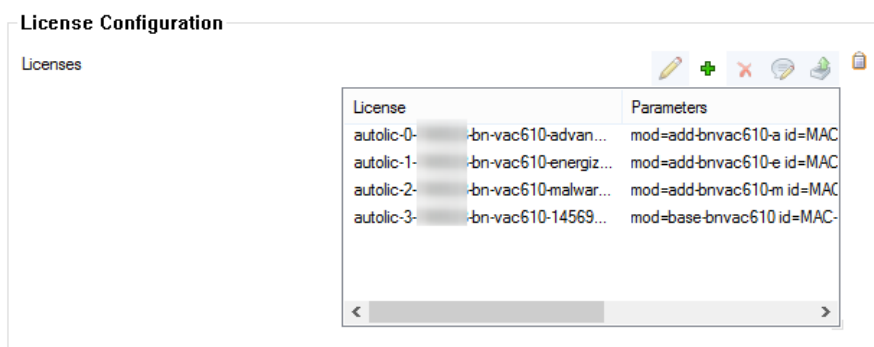 License Configuration
Licenses
License Parameters
autolic-0- -bn-vac610-advan... mod=add-bnvac610-a id=MAC
autolic-1- -bn-vac610-energiz... mod=add-bnvac610-e id=MAC
autolic-2- -bn-vac610-malwar... mod=add-bnvac610-m id=MAC
autolic-3- -bn-vac610-14569... mod=base-bnvac610 id=MAC-